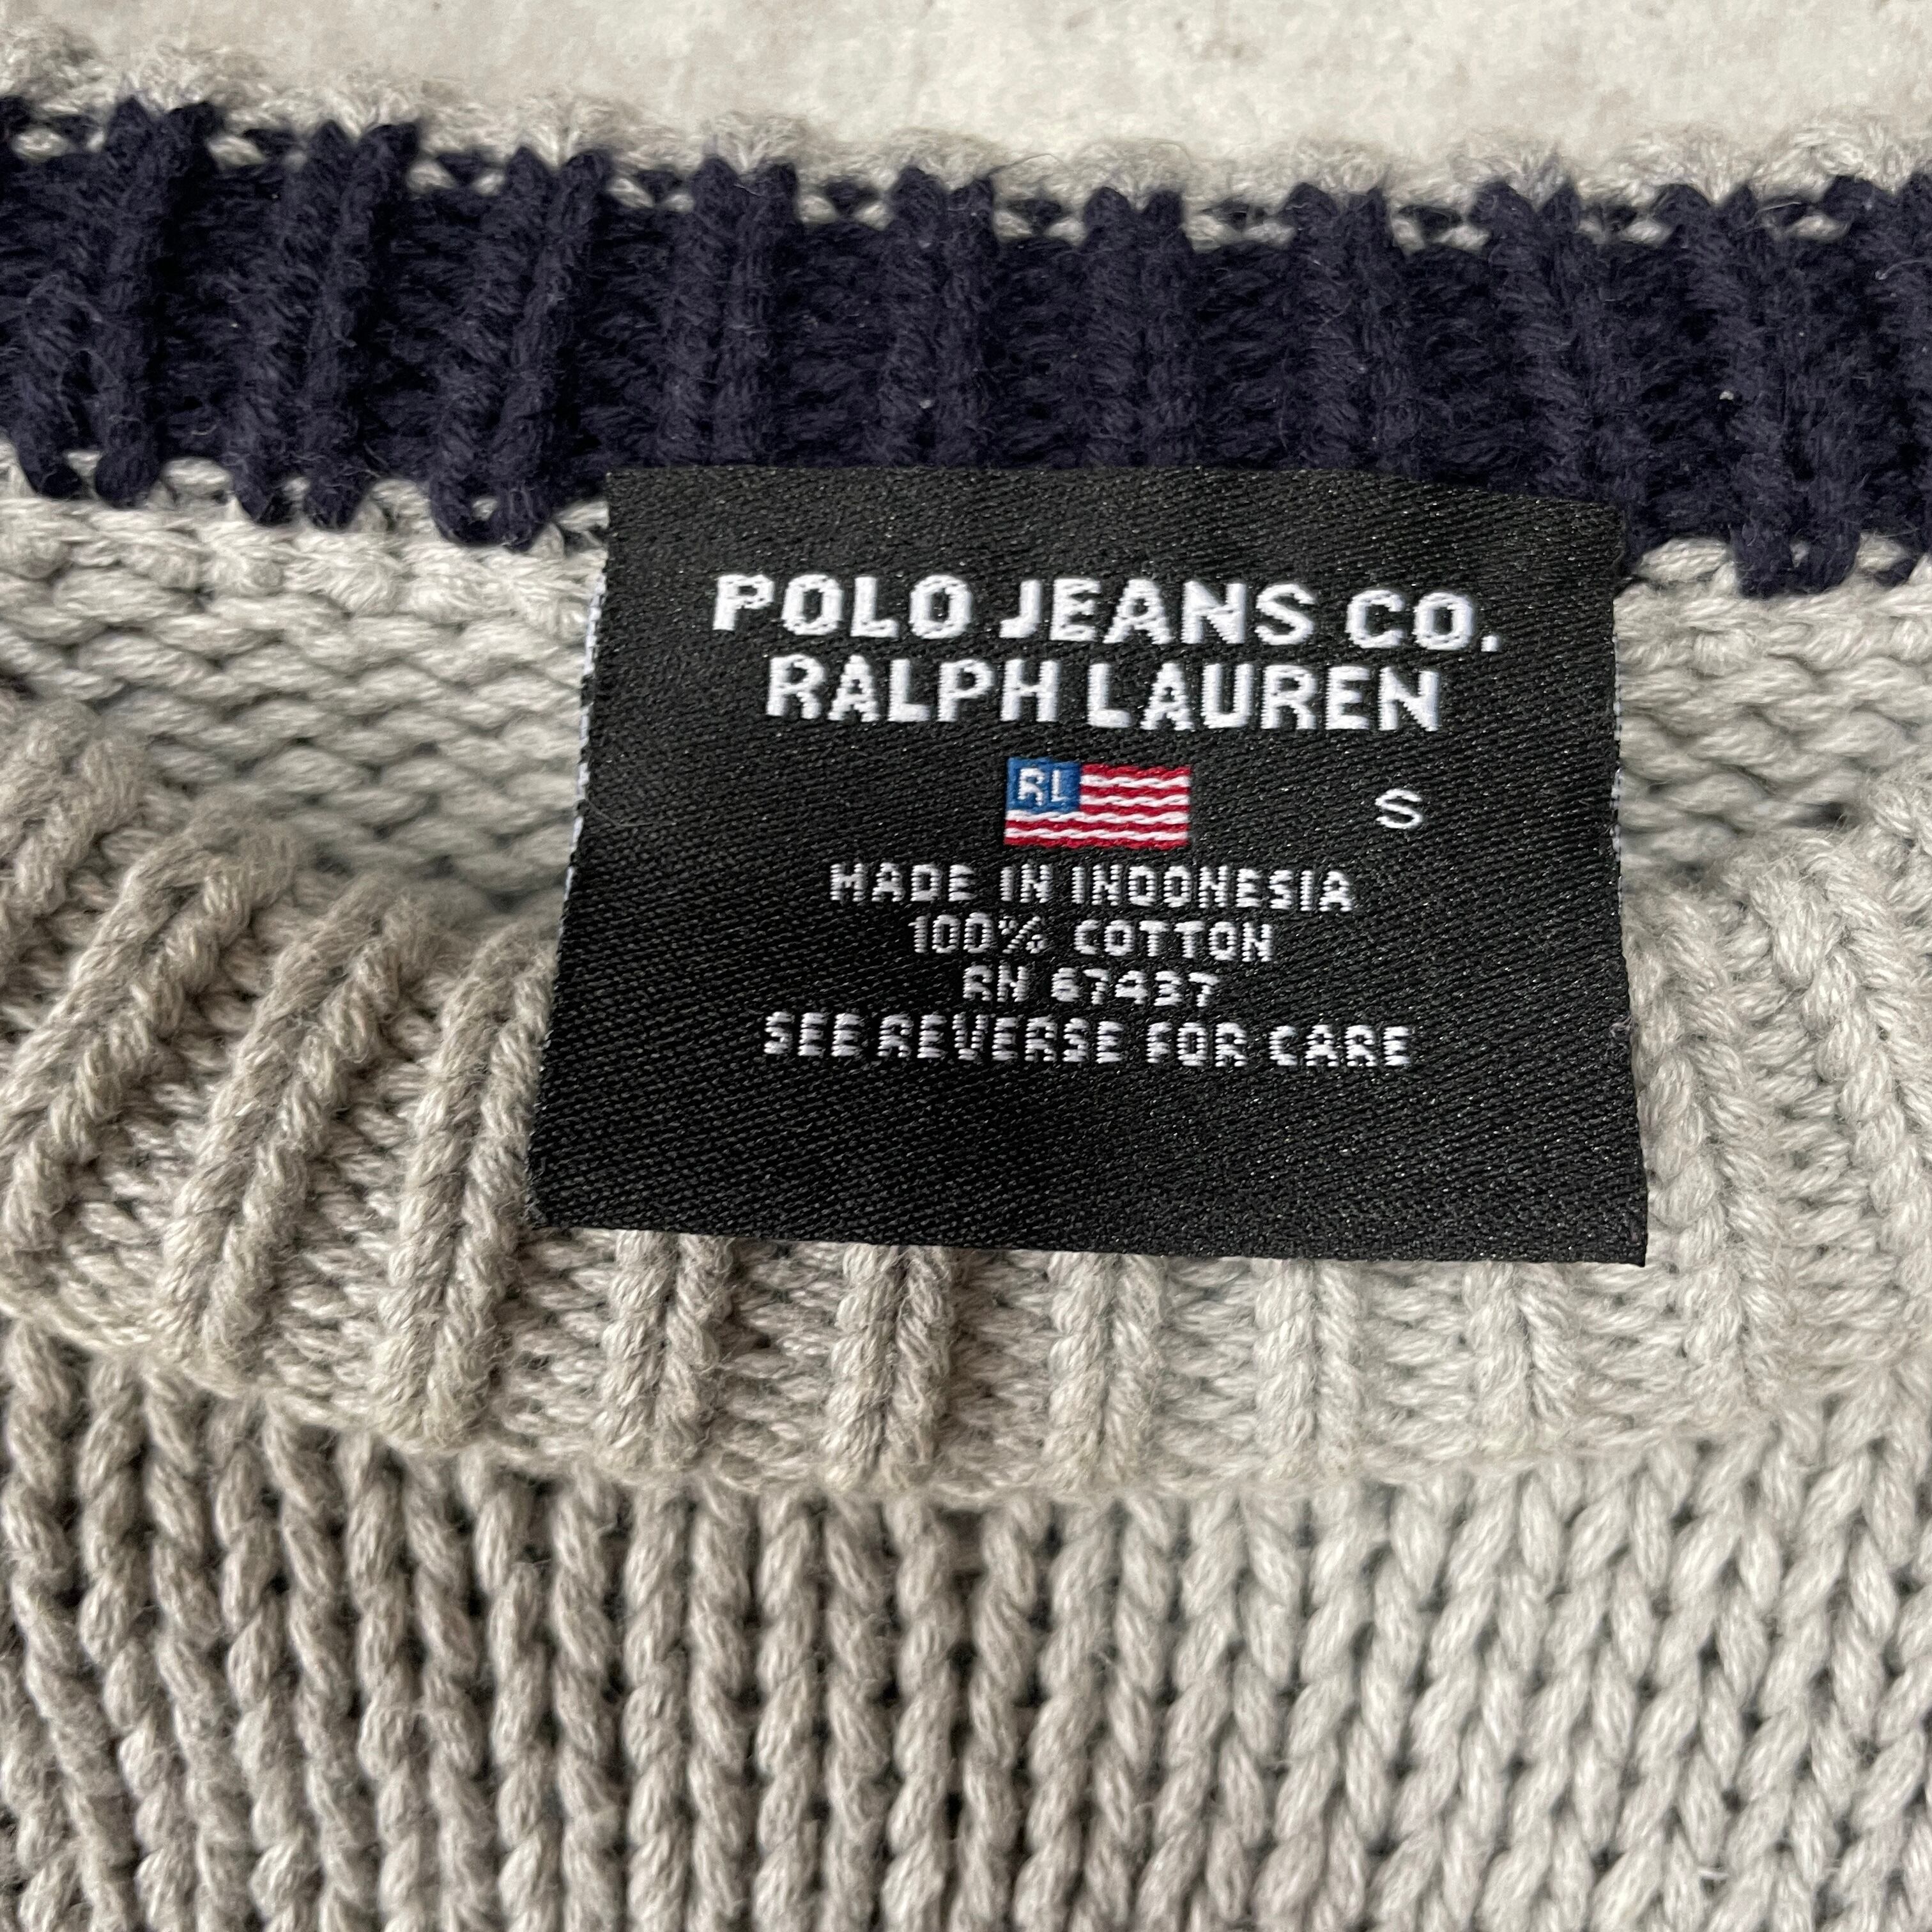 POLO JEANS CO.
RALPH LAUREN
RL
S
MADE IN INDONESIA
100% COTTON
RN 67437
SEE REVERSE FOR CARE